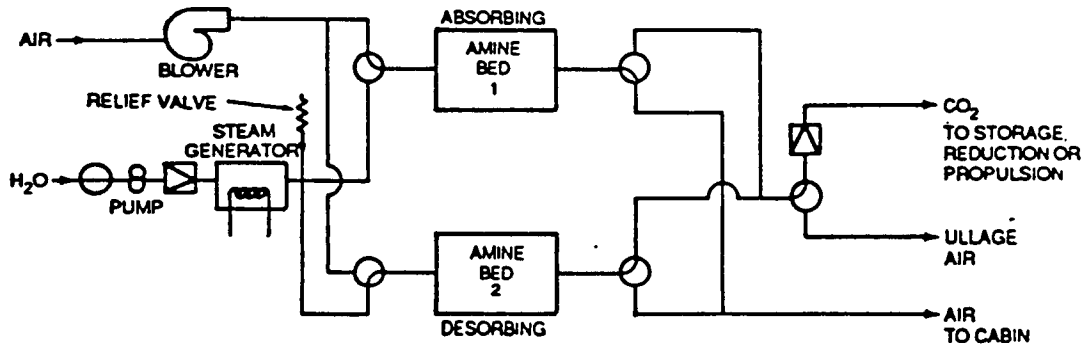 ABSORBING
AIR
BLOWER
AMINE
BED
1
RELIEF VALVE
STEAM
GENERATOR
H2O
PUMP
CO2
TO STORAGE,
REDUCTION OR
PROPULSION
ULLAGE
AIR
AMINE
BED
2
DESORBING
AIR
TO CABIN